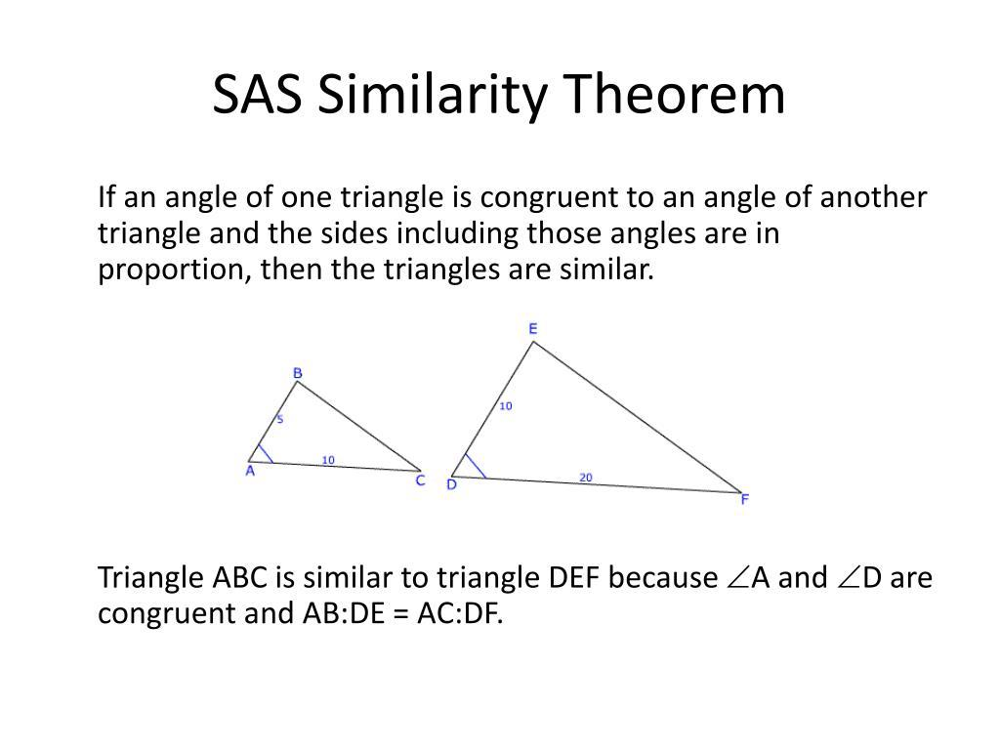 SAS Similarity Theorem
If an angle of one triangle is congruent to an angle of another
triangle and the sides including those angles are in
proportion, then the triangles are similar.
E
B
10
5
10
A
C
D
20
F
Triangle ABC is similar to triangle DEF because ∠A and ∠D are
congruent and AB:DE = AC:DF.